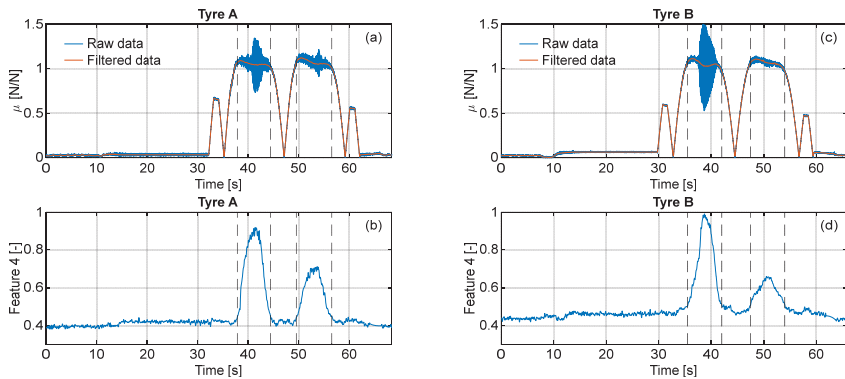 Tyre A
1.5
1
0.5
0
μ [N/N]
Raw data
Filtered data
(a)
0 10 20 30 40 50 60
Time [s]
Tyre B
1.5
1
0.5
0
μ [N/N]
Raw data
Filtered data
(c)
0 10 20 30 40 50 60
Time [s]
Tyre A
1
0.8
0.6
0.4
Feature 4 [-]
(b)
0 10 20 30 40 50 60
Time [s]
Tyre B
1
0.8
0.6
0.4
Feature 4 [-]
(d)
0 10 20 30 40 50 60
Time [s]